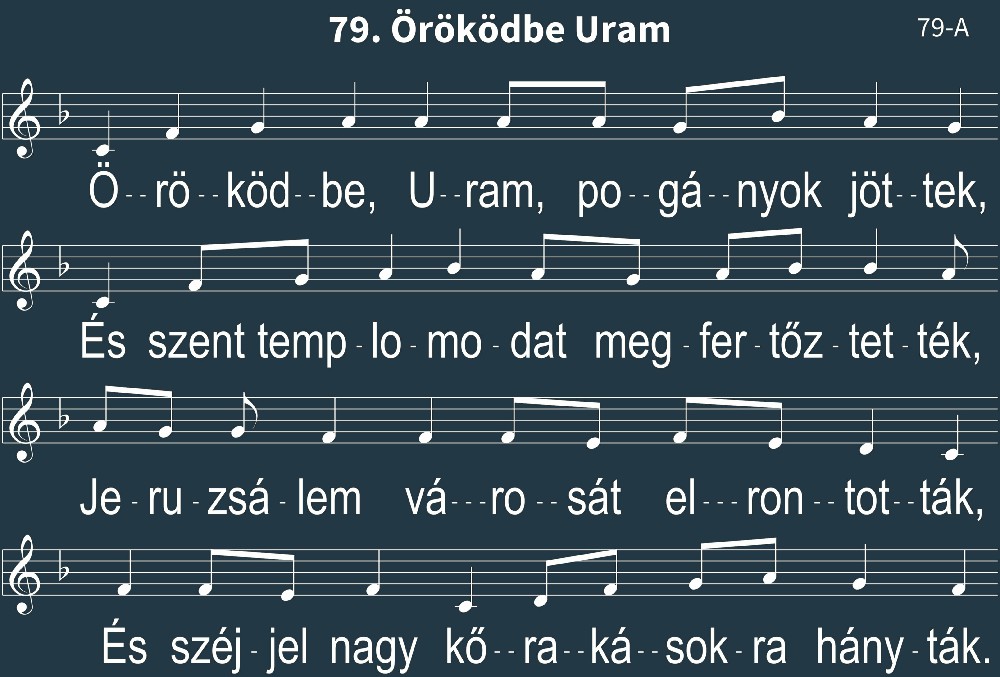 79. Öröködbe Uram
79-A
Ö--rö--köd--be, U--ram, po--gá--nyok jöt--tek,
És szent temp-lo-mo-dat meg-fer-tőz-tet-ték,
Je-ru-zsá-lem vá---ro--sát el---ron--tot--ták,
És széj-jel nagy kő--ra--ká--sok-ra hány-ták.